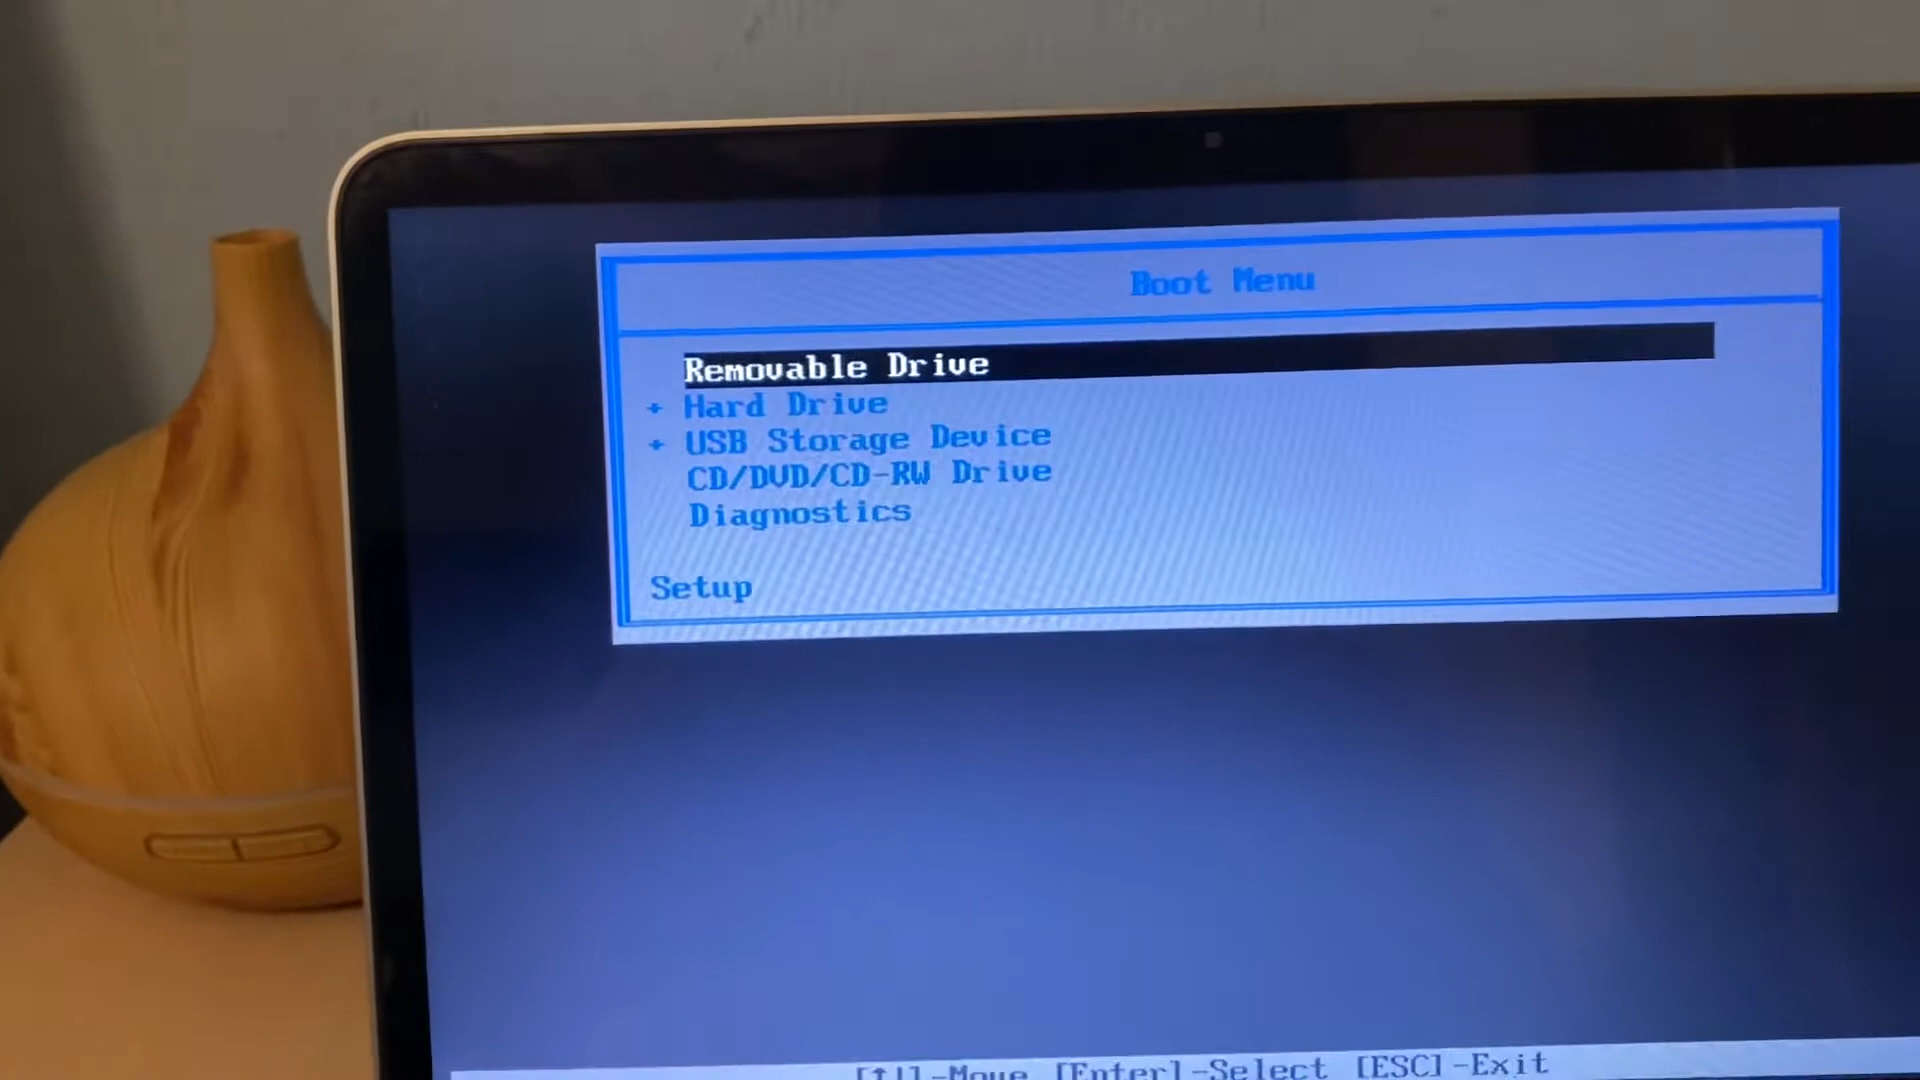 Boot Menu
Removable Drive
+ Hard Drive
+ USB Storage Device
CD/DVD/CD-RW Drive
Diagnostics
Setup
[↑↓]-Move [Enter]-Select [ESC]-Exit